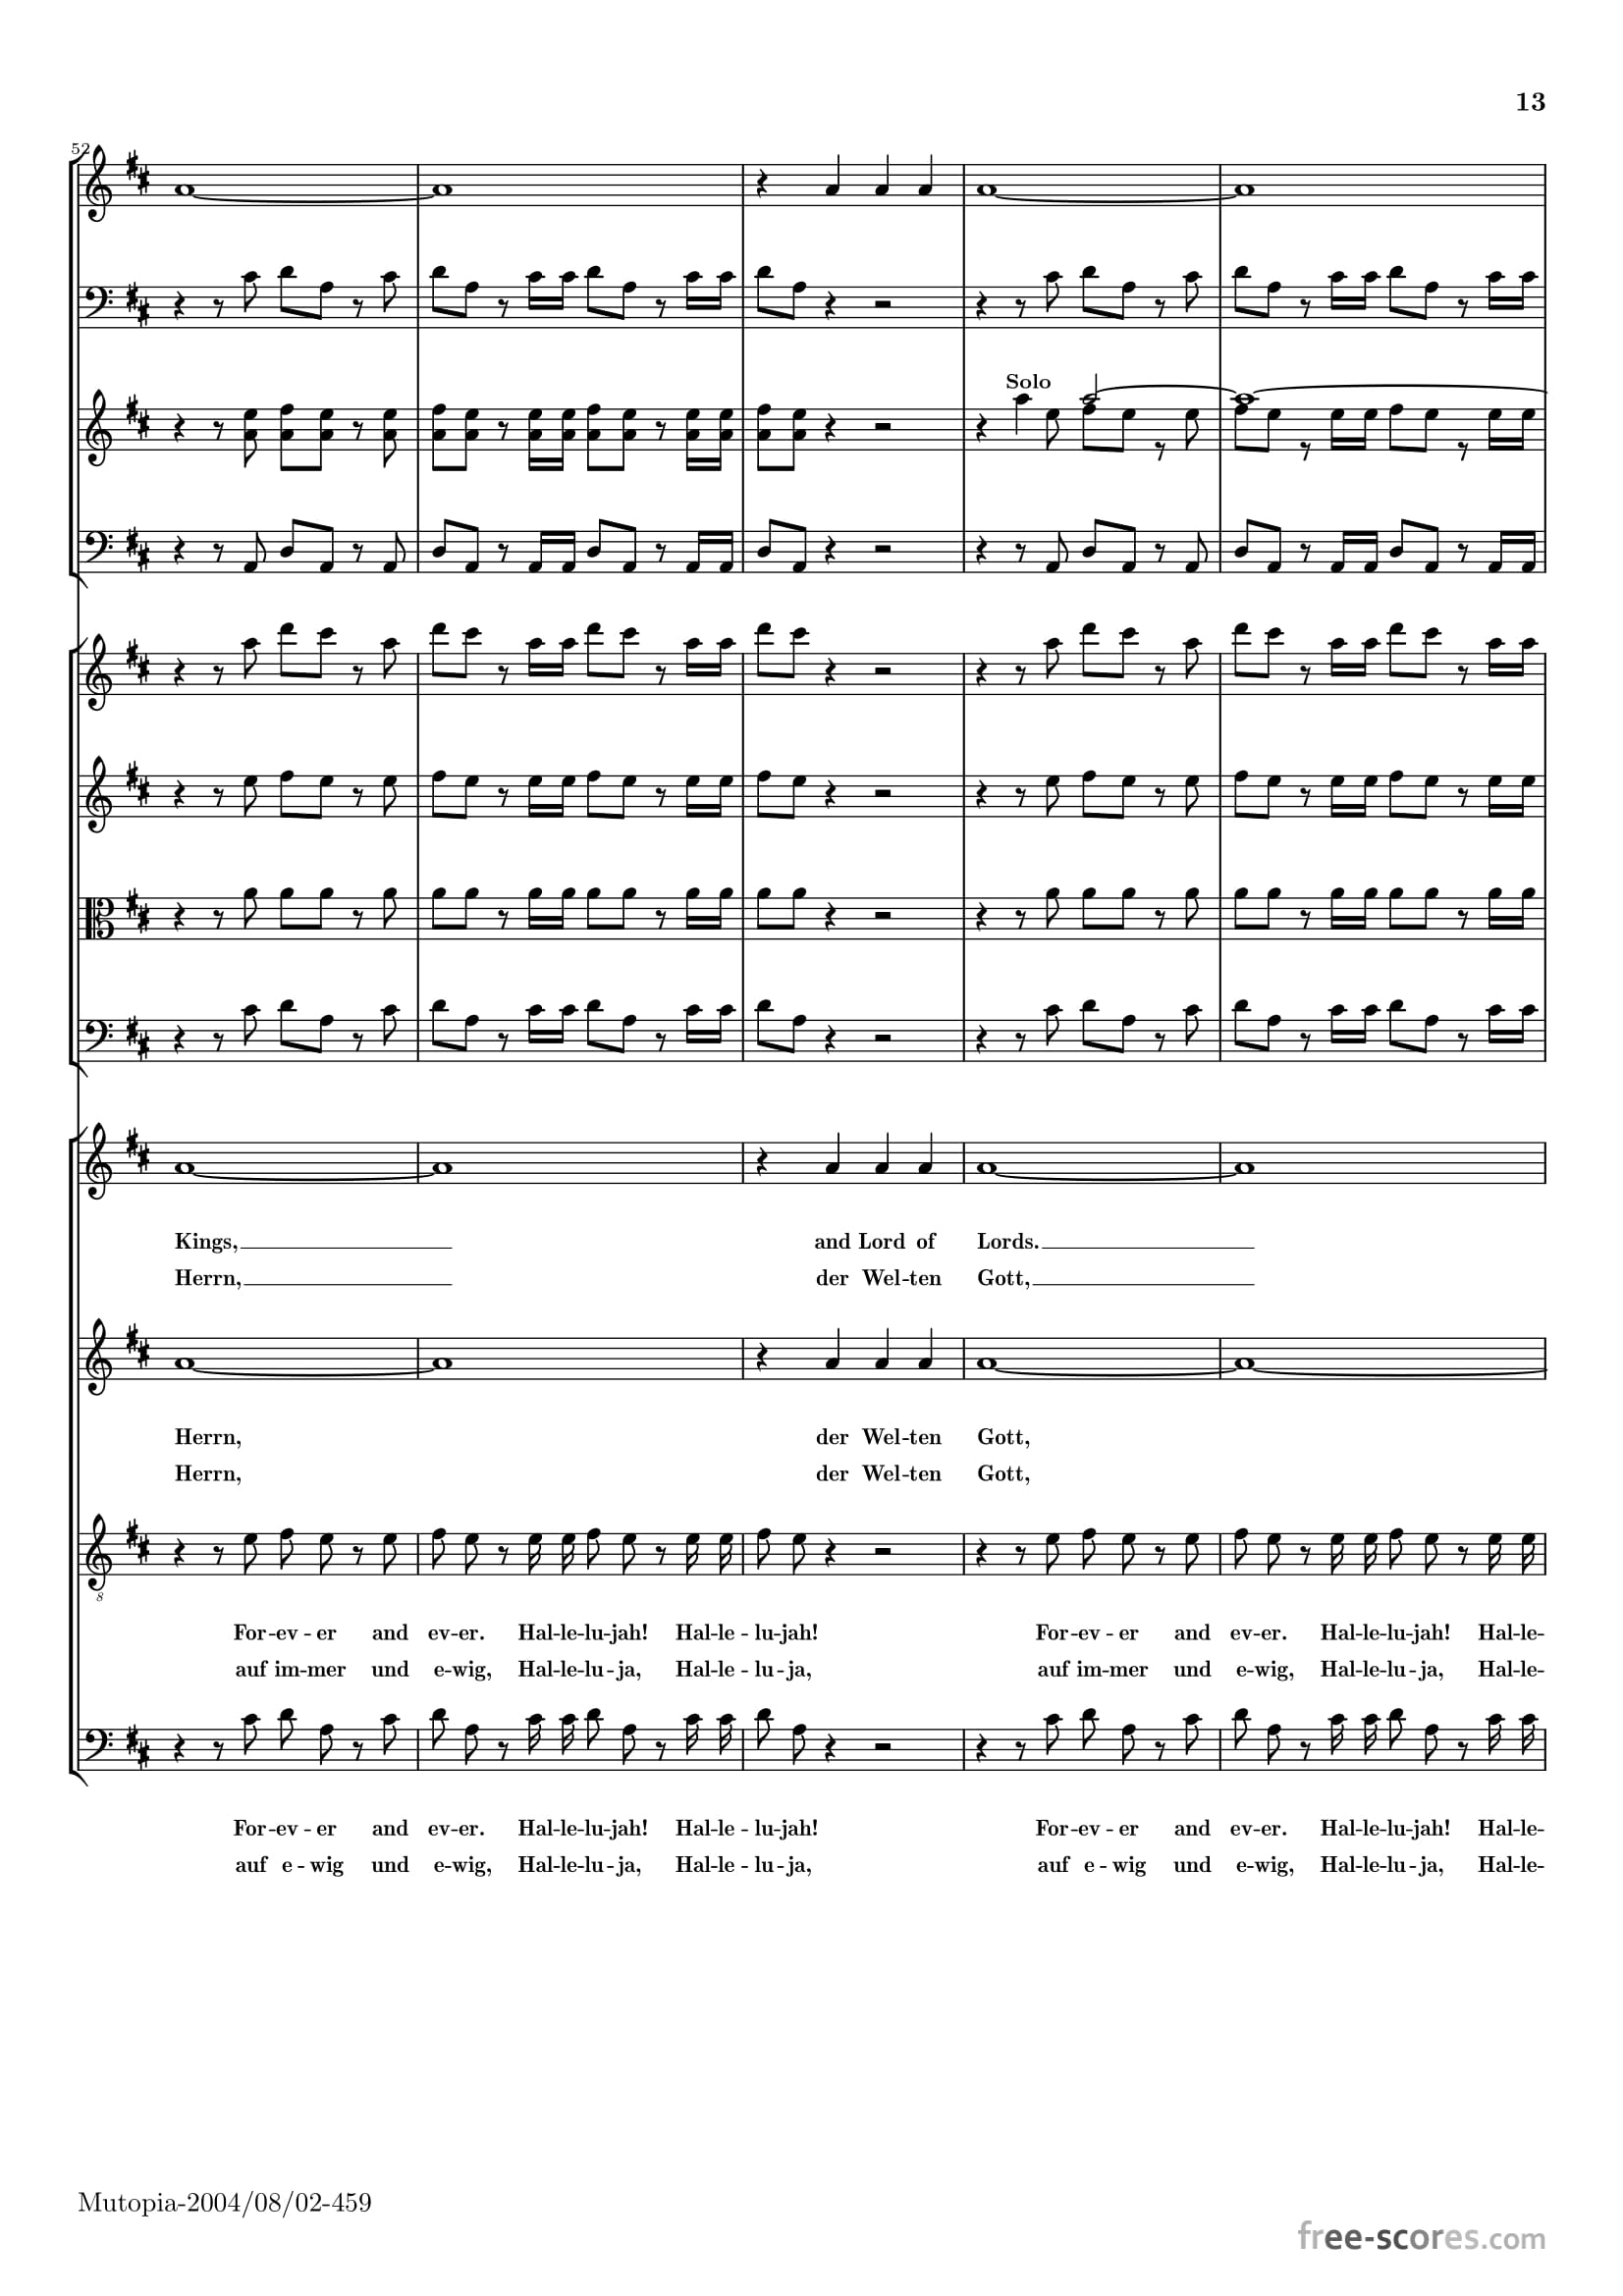 13
52
Solo
Kings, and Lord of Lords.
Herrn, der Wel - ten Gott,
Herrn, der Wel - ten Gott,
Herrn, der Wel - ten Gott,
8
For - ev - er and ev - er. Hal - le - lu - jah! Hal - le - lu - jah! For - ev - er and ev - er. Hal - le - lu - jah! Hal - le -
auf im - mer und e - wig, Hal - le - lu - ja, Hal - le - lu - ja, auf im - mer und e - wig, Hal - le - lu - ja, Hal - le -
For - ev - er and ev - er. Hal - le - lu - jah! Hal - le - lu - jah! For - ev - er and ev - er. Hal - le - lu - jah! Hal - le -
auf e - wig und e - wig, Hal - le - lu - ja, Hal - le - lu - ja, auf e - wig und e - wig, Hal - le - lu - ja, Hal - le -
Mutopia-2004/08/02-459
free-scores.com